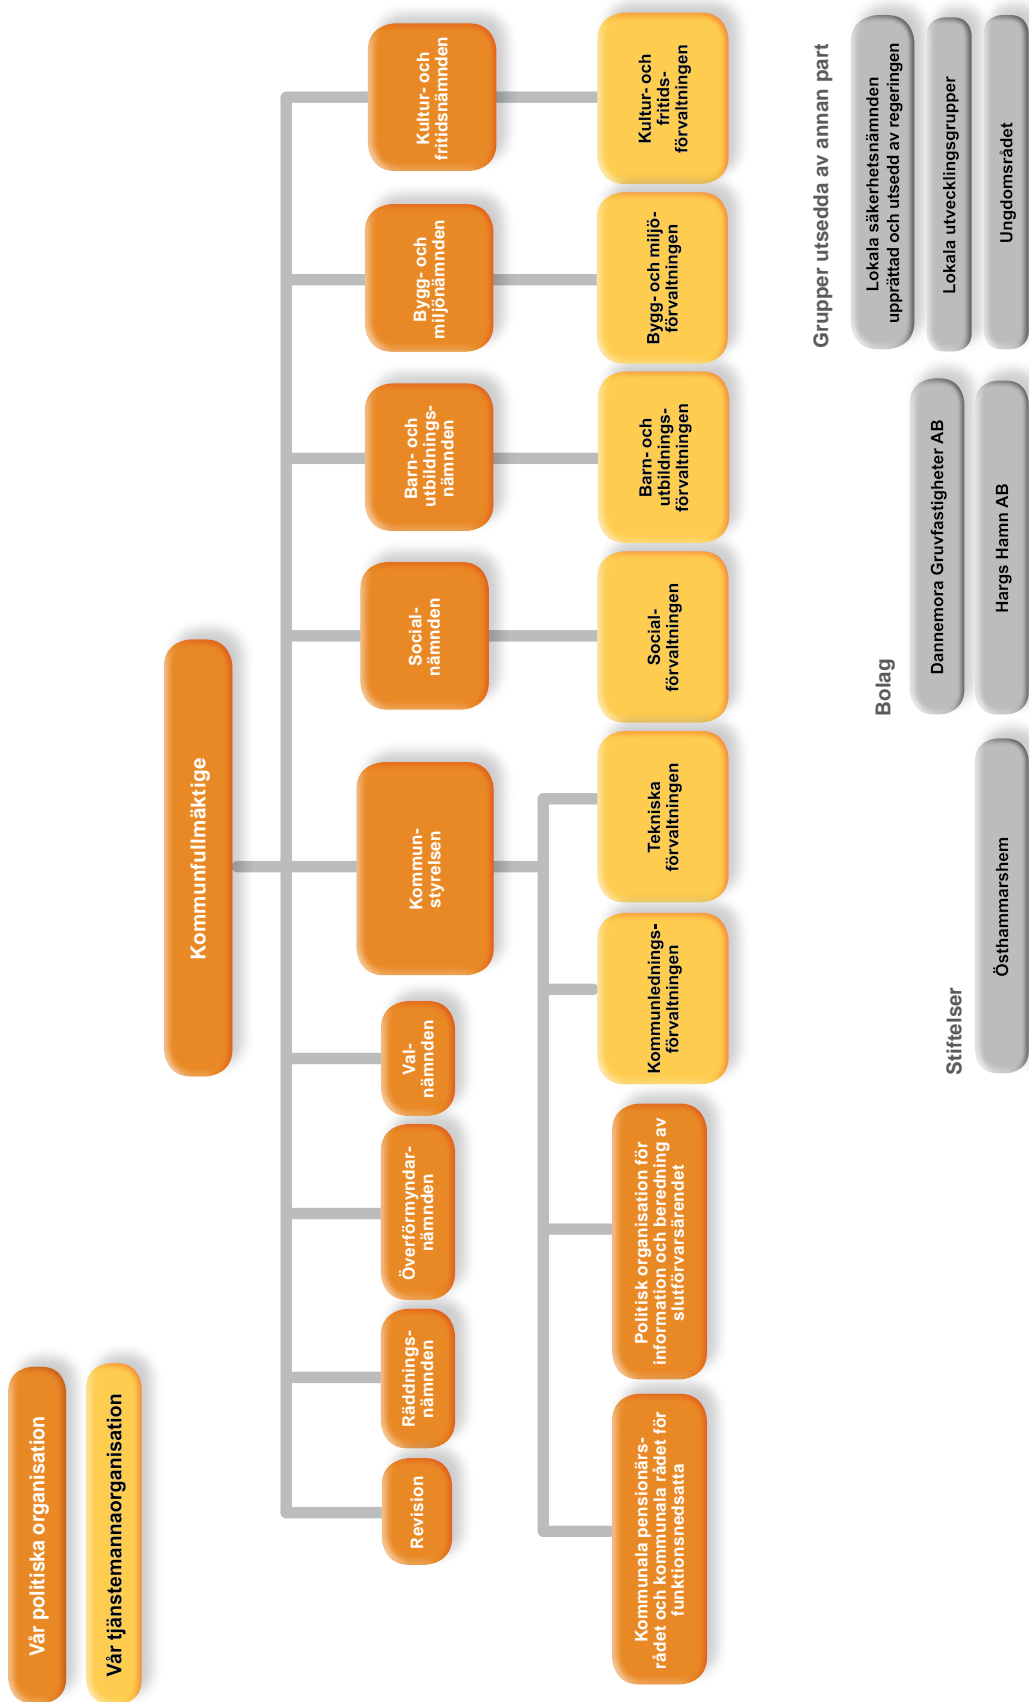 Vår politiska organisation
Vår tjänstemannaorganisation
Kommunfullmäktige
Revision
Räddnings-
nämnden
Överförmyndar-
nämnden
Val-
nämnden
Kommun-
styrelsen
Social-
nämnden
Barn- och
utbildnings-
nämnden
Bygg- och
miljönämnden
Kultur- och
fritidsnämnden
Kommunala pensionärs-
rådet och kommunala rådet för
funktionsnedsatta
Politisk organisation för
information och beredning av
slutförvarsärendet
Kommunlednings-
förvaltningen
Tekniska
förvaltningen
Social-
förvaltningen
Barn- och
utbildnings-
förvaltningen
Bygg- och miljö-
förvaltningen
Kultur- och
fritids-
förvaltningen
Stiftelser
Östhammarshem
Bolag
Dannemora Gruvfastigheter AB
Hargs Hamn AB
Grupper utsedda av annan part
Lokala säkerhetsnämnden
upprättad och utsedd av regeringen
Lokala utvecklingsgrupper
Ungdomsrådet